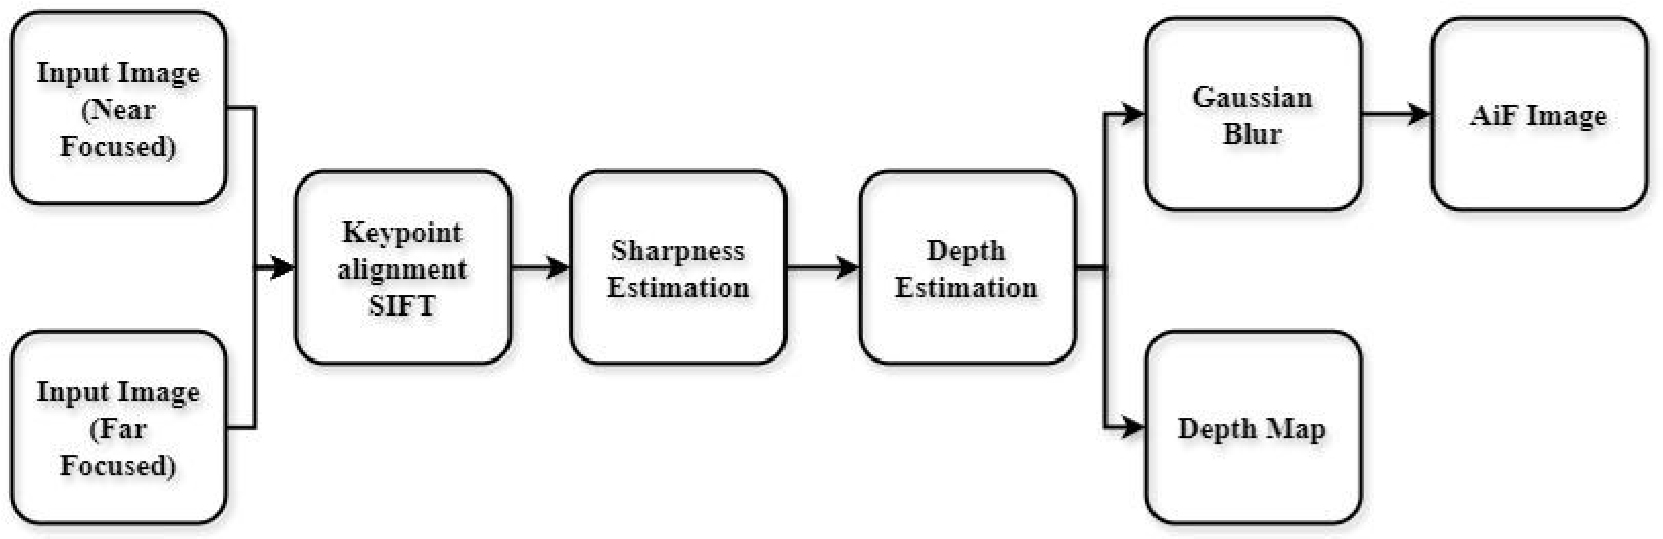 Input Image
(Near
Focused)
Input Image
(Far
Focused)
Keypoint
alignment
SIFT
Sharpness
Estimation
Depth
Estimation
Gaussian
Blur
AiF Image
Depth Map